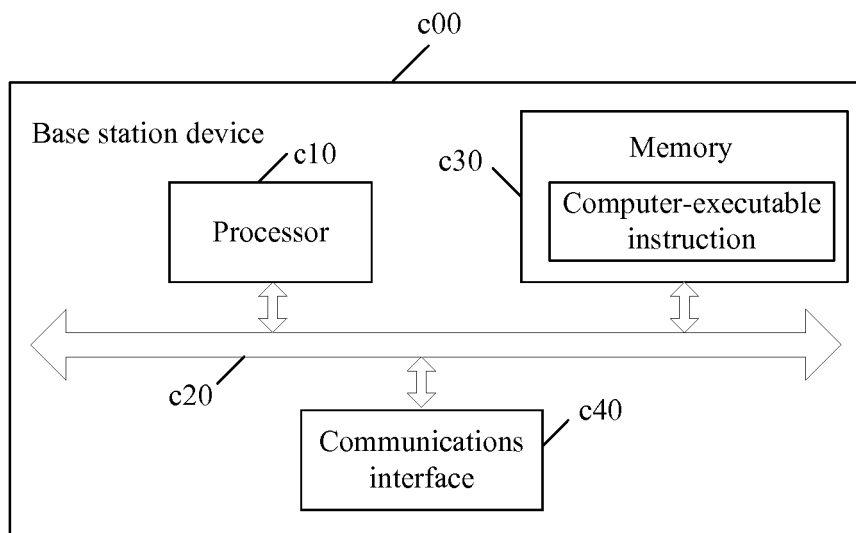 c00
Base station device
c10
c30
Memory
Processor
Computer-executable
instruction
c20
c40
Communications
interface